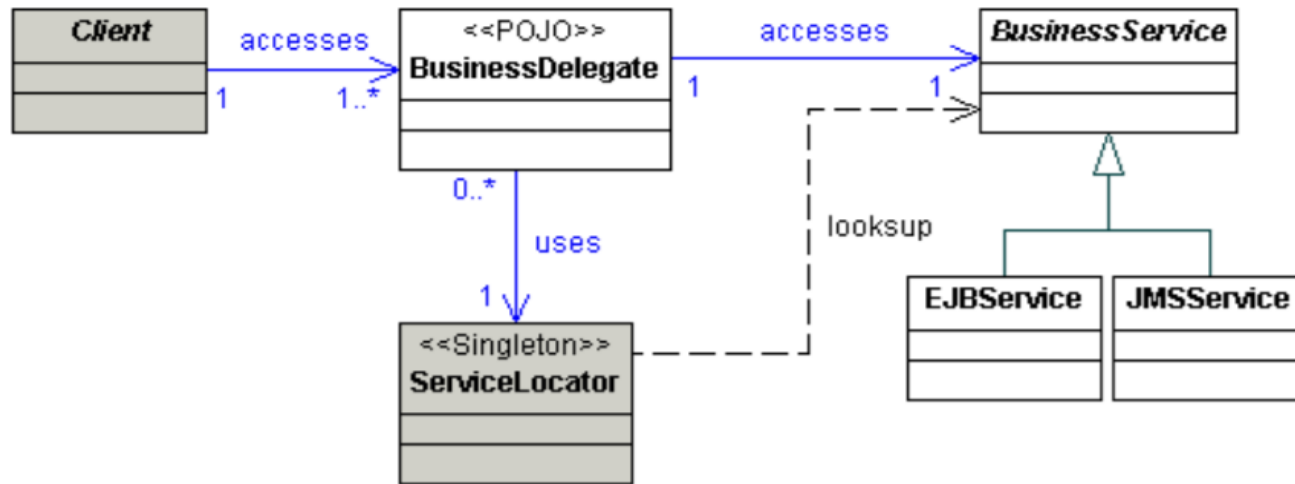 Client
accesses
1
1..*
<<POJO>>
BusinessDelegate
accesses
1
1
BusinessService
0..*
uses
1
looksup
<<Singleton>>
ServiceLocator
EJBService
JMSService